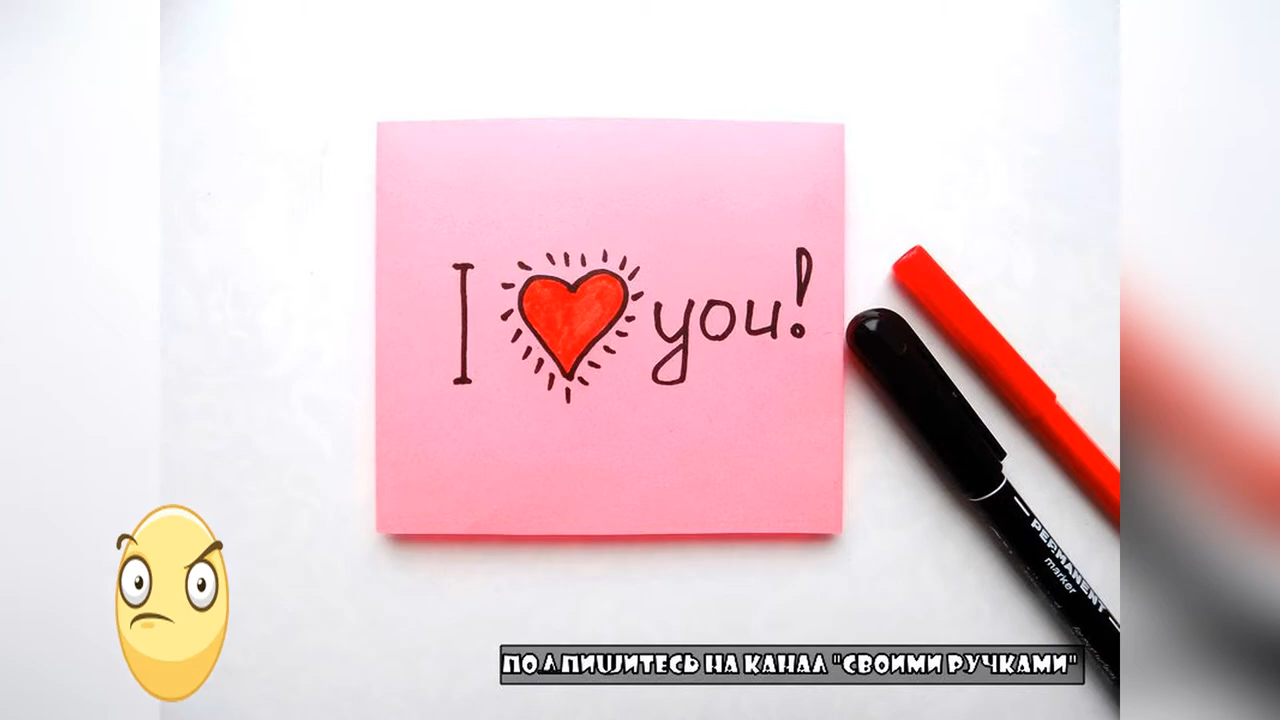 I ❤ you!
PERMANENT
marker
ПОДПИШИТЕСЬ НА КАНАЛ "СВОИМИ РУЧКАМИ"